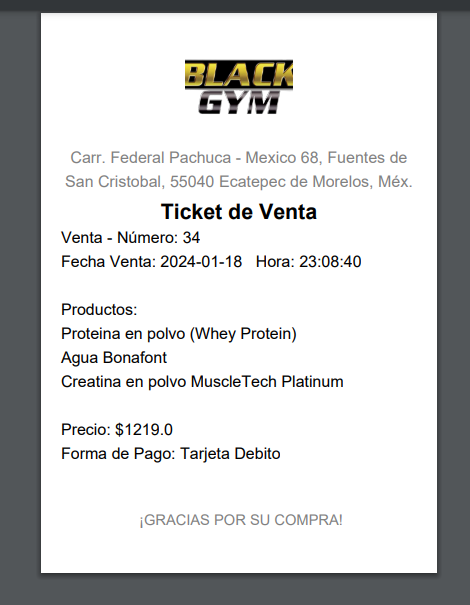 BLACK
GYM
Carr. Federal Pachuca - Mexico 68, Fuentes de
San Cristobal, 55040 Ecatepec de Morelos, Méx.
Ticket de Venta
Venta - Número: 34
Fecha Venta: 2024-01-18 Hora: 23:08:40
Productos:
Proteina en polvo (Whey Protein)
Agua Bonafont
Creatina en polvo MuscleTech Platinum
Precio: $1219.0
Forma de Pago: Tarjeta Debito
¡GRACIAS POR SU COMPRA!